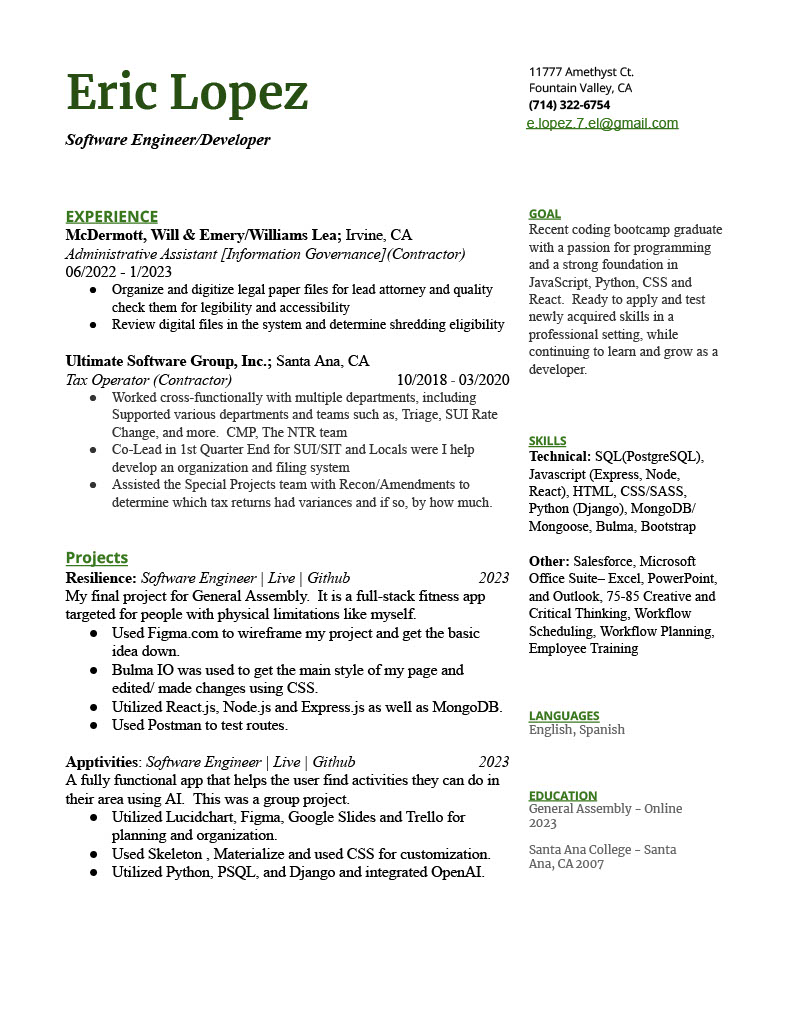 Eric Lopez
Software Engineer/Developer
11777 Amethyst Ct.
Fountain Valley, CA
(714) 322-6754
e.lopez.7.el@gmail.com
EXPERIENCE
McDermott, Will & Emery/Williams Lea; Irvine, CA
Administrative Assistant [Information Governance](Contractor)
06/2022 - 1/2023
● Organize and digitize legal paper files for lead attorney and quality
check them for legibility and accessibility
● Review digital files in the system and determine shredding eligibility
Ultimate Software Group, Inc.; Santa Ana, CA
Tax Operator (Contractor) 10/2018 - 03/2020
● Worked cross-functionally with multiple departments, including
Supported various departments and teams such as, Triage, SUI Rate
Change, and more.  CMP, The NTR team
● Co-Lead in 1st Quarter End for SUI/SIT and Locals were I help
develop an organization and filing system
● Assisted the Special Projects team with Recon/Amendments to
determine which tax returns had variances and if so, by how much.
Projects
Resilience: Software Engineer | Live | Github 2023
My final project for General Assembly.  It is a full-stack fitness app
targeted for people with physical limitations like myself.
● Used Figma.com to wireframe my project and get the basic
idea down.
● Bulma IO was used to get the main style of my page and
edited/ made changes using CSS.
● Utilized React.js, Node.js and Express.js as well as MongoDB.
● Used Postman to test routes.
Apptivities: Software Engineer | Live | Github 2023
A fully functional app that helps the user find activities they can do in
their area using AI.  This was a group project.
● Utilized Lucidchart, Figma, Google Slides and Trello for
planning and organization.
● Used Skeleton , Materialize and used CSS for customization.
● Utilized Python, PSQL, and Django and integrated OpenAI.
GOAL
Recent coding bootcamp graduate
with a passion for programming
and a strong foundation in
JavaScript, Python, CSS and
React.  Ready to apply and test
newly acquired skills in a
professional setting, while
continuing to learn and grow as a
developer.
SKILLS
Technical: SQL(PostgreSQL),
Javascript (Express, Node,
React), HTML, CSS/SASS,
Python (Django), MongoDB/
Mongoose, Bulma, Bootstrap
Other: Salesforce, Microsoft
Office Suite– Excel, PowerPoint,
and Outlook, 75-85 Creative and
Critical Thinking, Workflow
Scheduling, Workflow Planning,
Employee Training
LANGUAGES
English, Spanish
EDUCATION
General Assembly - Online
2023
Santa Ana College - Santa
Ana, CA 2007